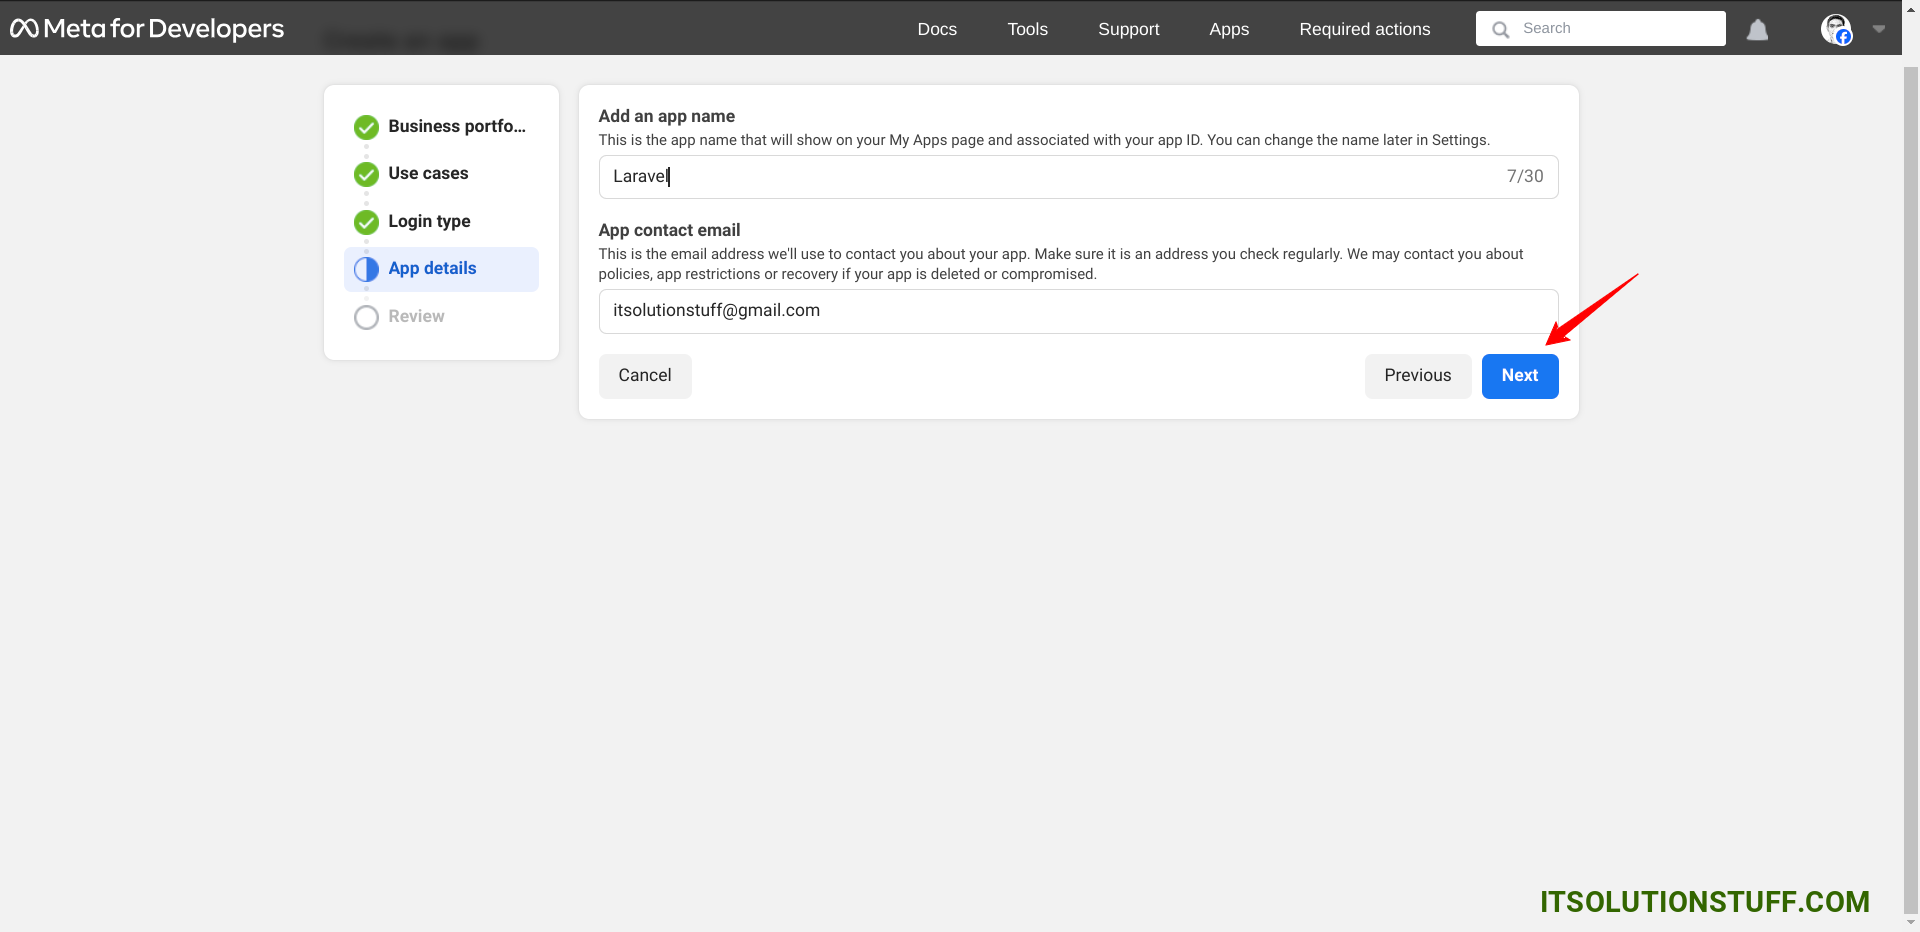 Meta for Developers
Docs
Tools
Support
Apps
Required actions
Search
Business portfo...
Use cases
Login type
App details
Review
Add an app name
This is the app name that will show on your My Apps page and associated with your app ID. You can change the name later in Settings.
Laravel
7/30
App contact email
This is the email address we'll use to contact you about your app. Make sure it is an address you check regularly. We may contact you about
policies, app restrictions or recovery if your app is deleted or compromised.
itsolutionstuff@gmail.com
Cancel
Previous
Next
ITSOLUTIONSTUFF.COM